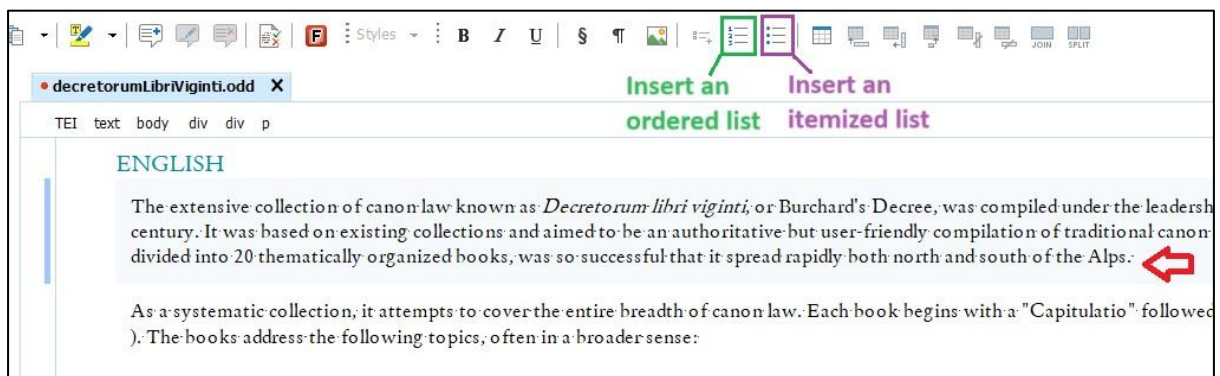 F Styles B I U § ¶ JOIN SPLIT
decretorumLibriViginti.odd X
Insert an ordered list
Insert an itemized list
TEI text body div div p
ENGLISH
The extensive collection of canon law known as Decretorum libri viginti, or Burchard's Decree, was compiled under the leadersh
century. It was based on existing collections and aimed to be an authoritative but user-friendly compilation of traditional canon
divided into 20 thematically organized books, was so successful that it spread rapidly both north and south of the Alps.
As a systematic collection, it attempts to cover the entire breadth of canon law. Each book begins with a "Capitulatio" followed
). The books address the following topics, often in a broader sense: